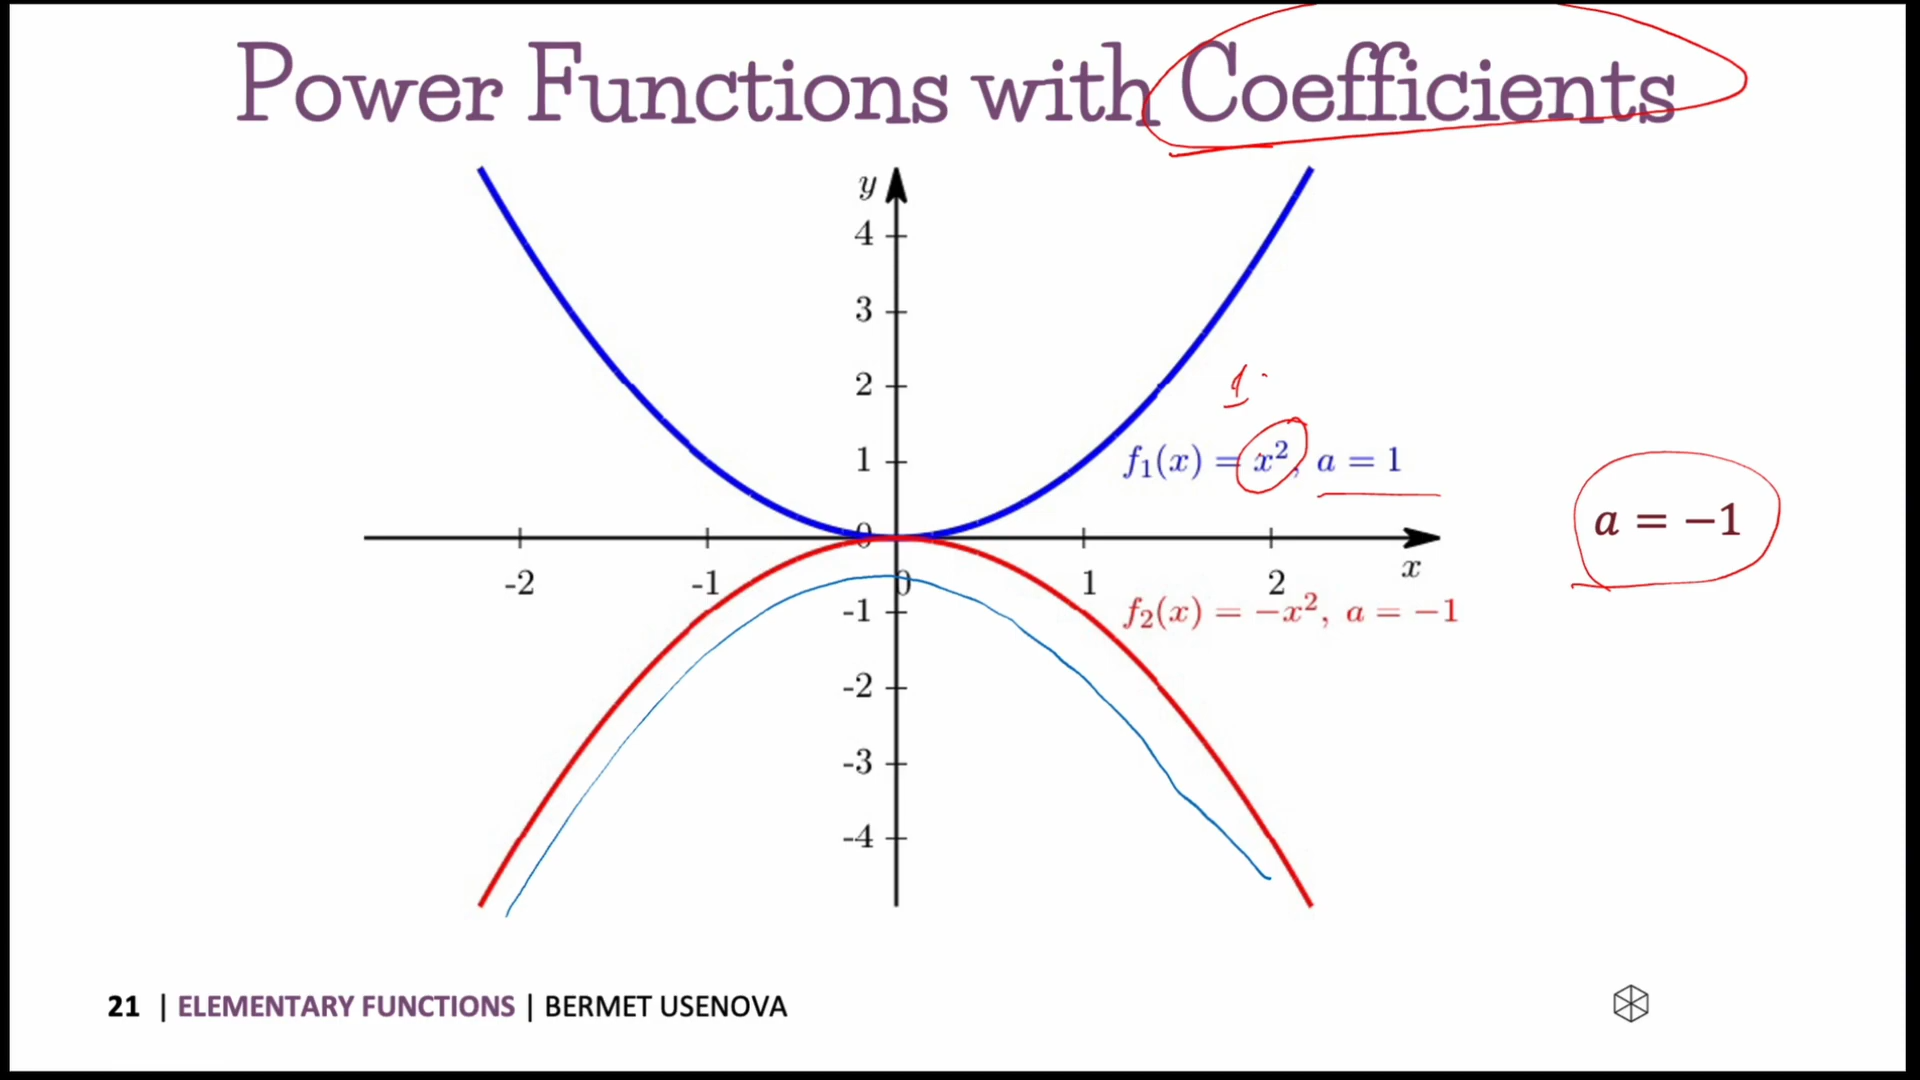 Power Functions with Coefficients
y
4
3
2
1
0
1·
f₁(x) = x², a = 1
a = −1
-2 -1 0 1 2 x
f₂(x) = −x², a = −1
-1
-2
-3
-4
21 | ELEMENTARY FUNCTIONS | BERMET USENOVA